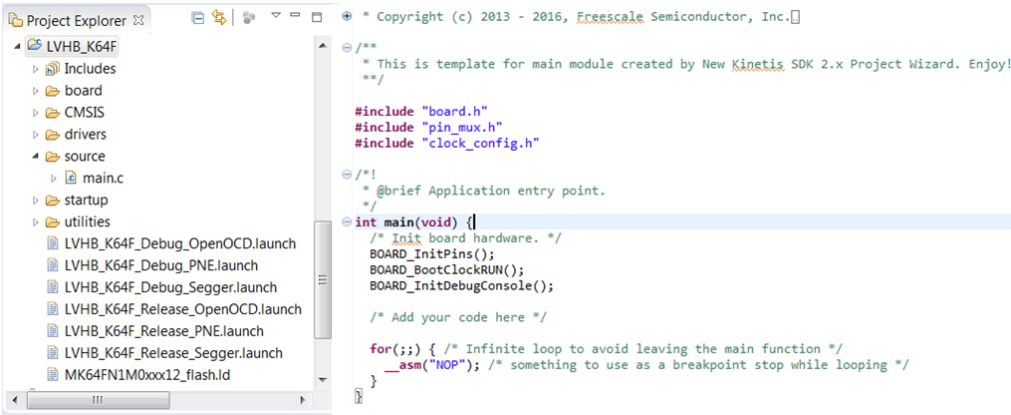 Project Explorer
LVHB_K64F
Includes
board
CMSIS
drivers
source
main.c
startup
utilities
LVHB_K64F_Debug_OpenOCD.launch
LVHB_K64F_Debug_PNE.launch
LVHB_K64F_Debug_Segger.launch
LVHB_K64F_Release_OpenOCD.launch
LVHB_K64F_Release_PNE.launch
LVHB_K64F_Release_Segger.launch
MK64FN1M0xxx12_flash.ld
* Copyright (c) 2013 - 2016, Freescale Semiconductor, Inc.
/**
* This is template for main module created by New Kinetis SDK 2.x Project Wizard. Enjoy!
**/
#include "board.h"
#include "pin_mux.h"
#include "clock_config.h"
/*!
* @brief Application entry point.
*/
int main(void) {
/* Init board hardware. */
BOARD_InitPins();
BOARD_BootClockRUN();
BOARD_InitDebugConsole();
/* Add your code here */
for(;;) { /* Infinite loop to avoid leaving the main function */
__asm("NOP"); /* something to use as a breakpoint stop while looping */
}
}